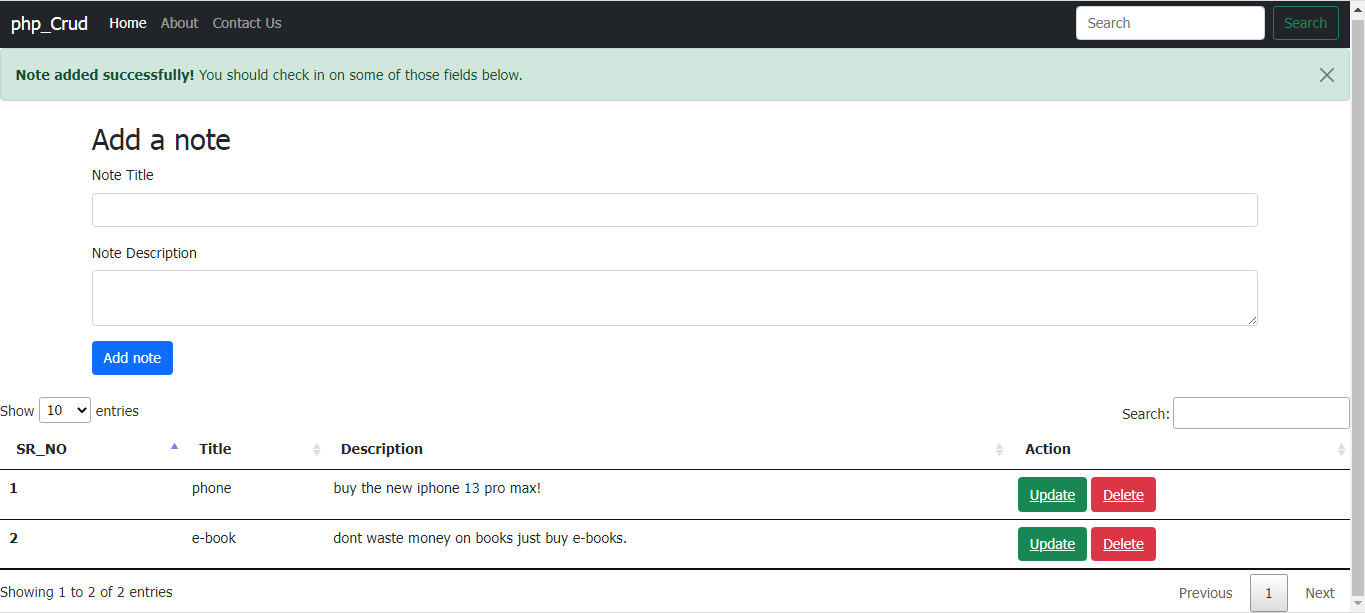 php_Crud Home About Contact Us Search Search
Note added successfully! You should check in on some of those fields below.
Add a note
Note Title
Note Description
Add note
Show 10 entries Search:
SR_NO Title Description Action
1 phone buy the new iphone 13 pro max! Update Delete
2 e-book dont waste money on books just buy e-books. Update Delete
Showing 1 to 2 of 2 entries Previous 1 Next